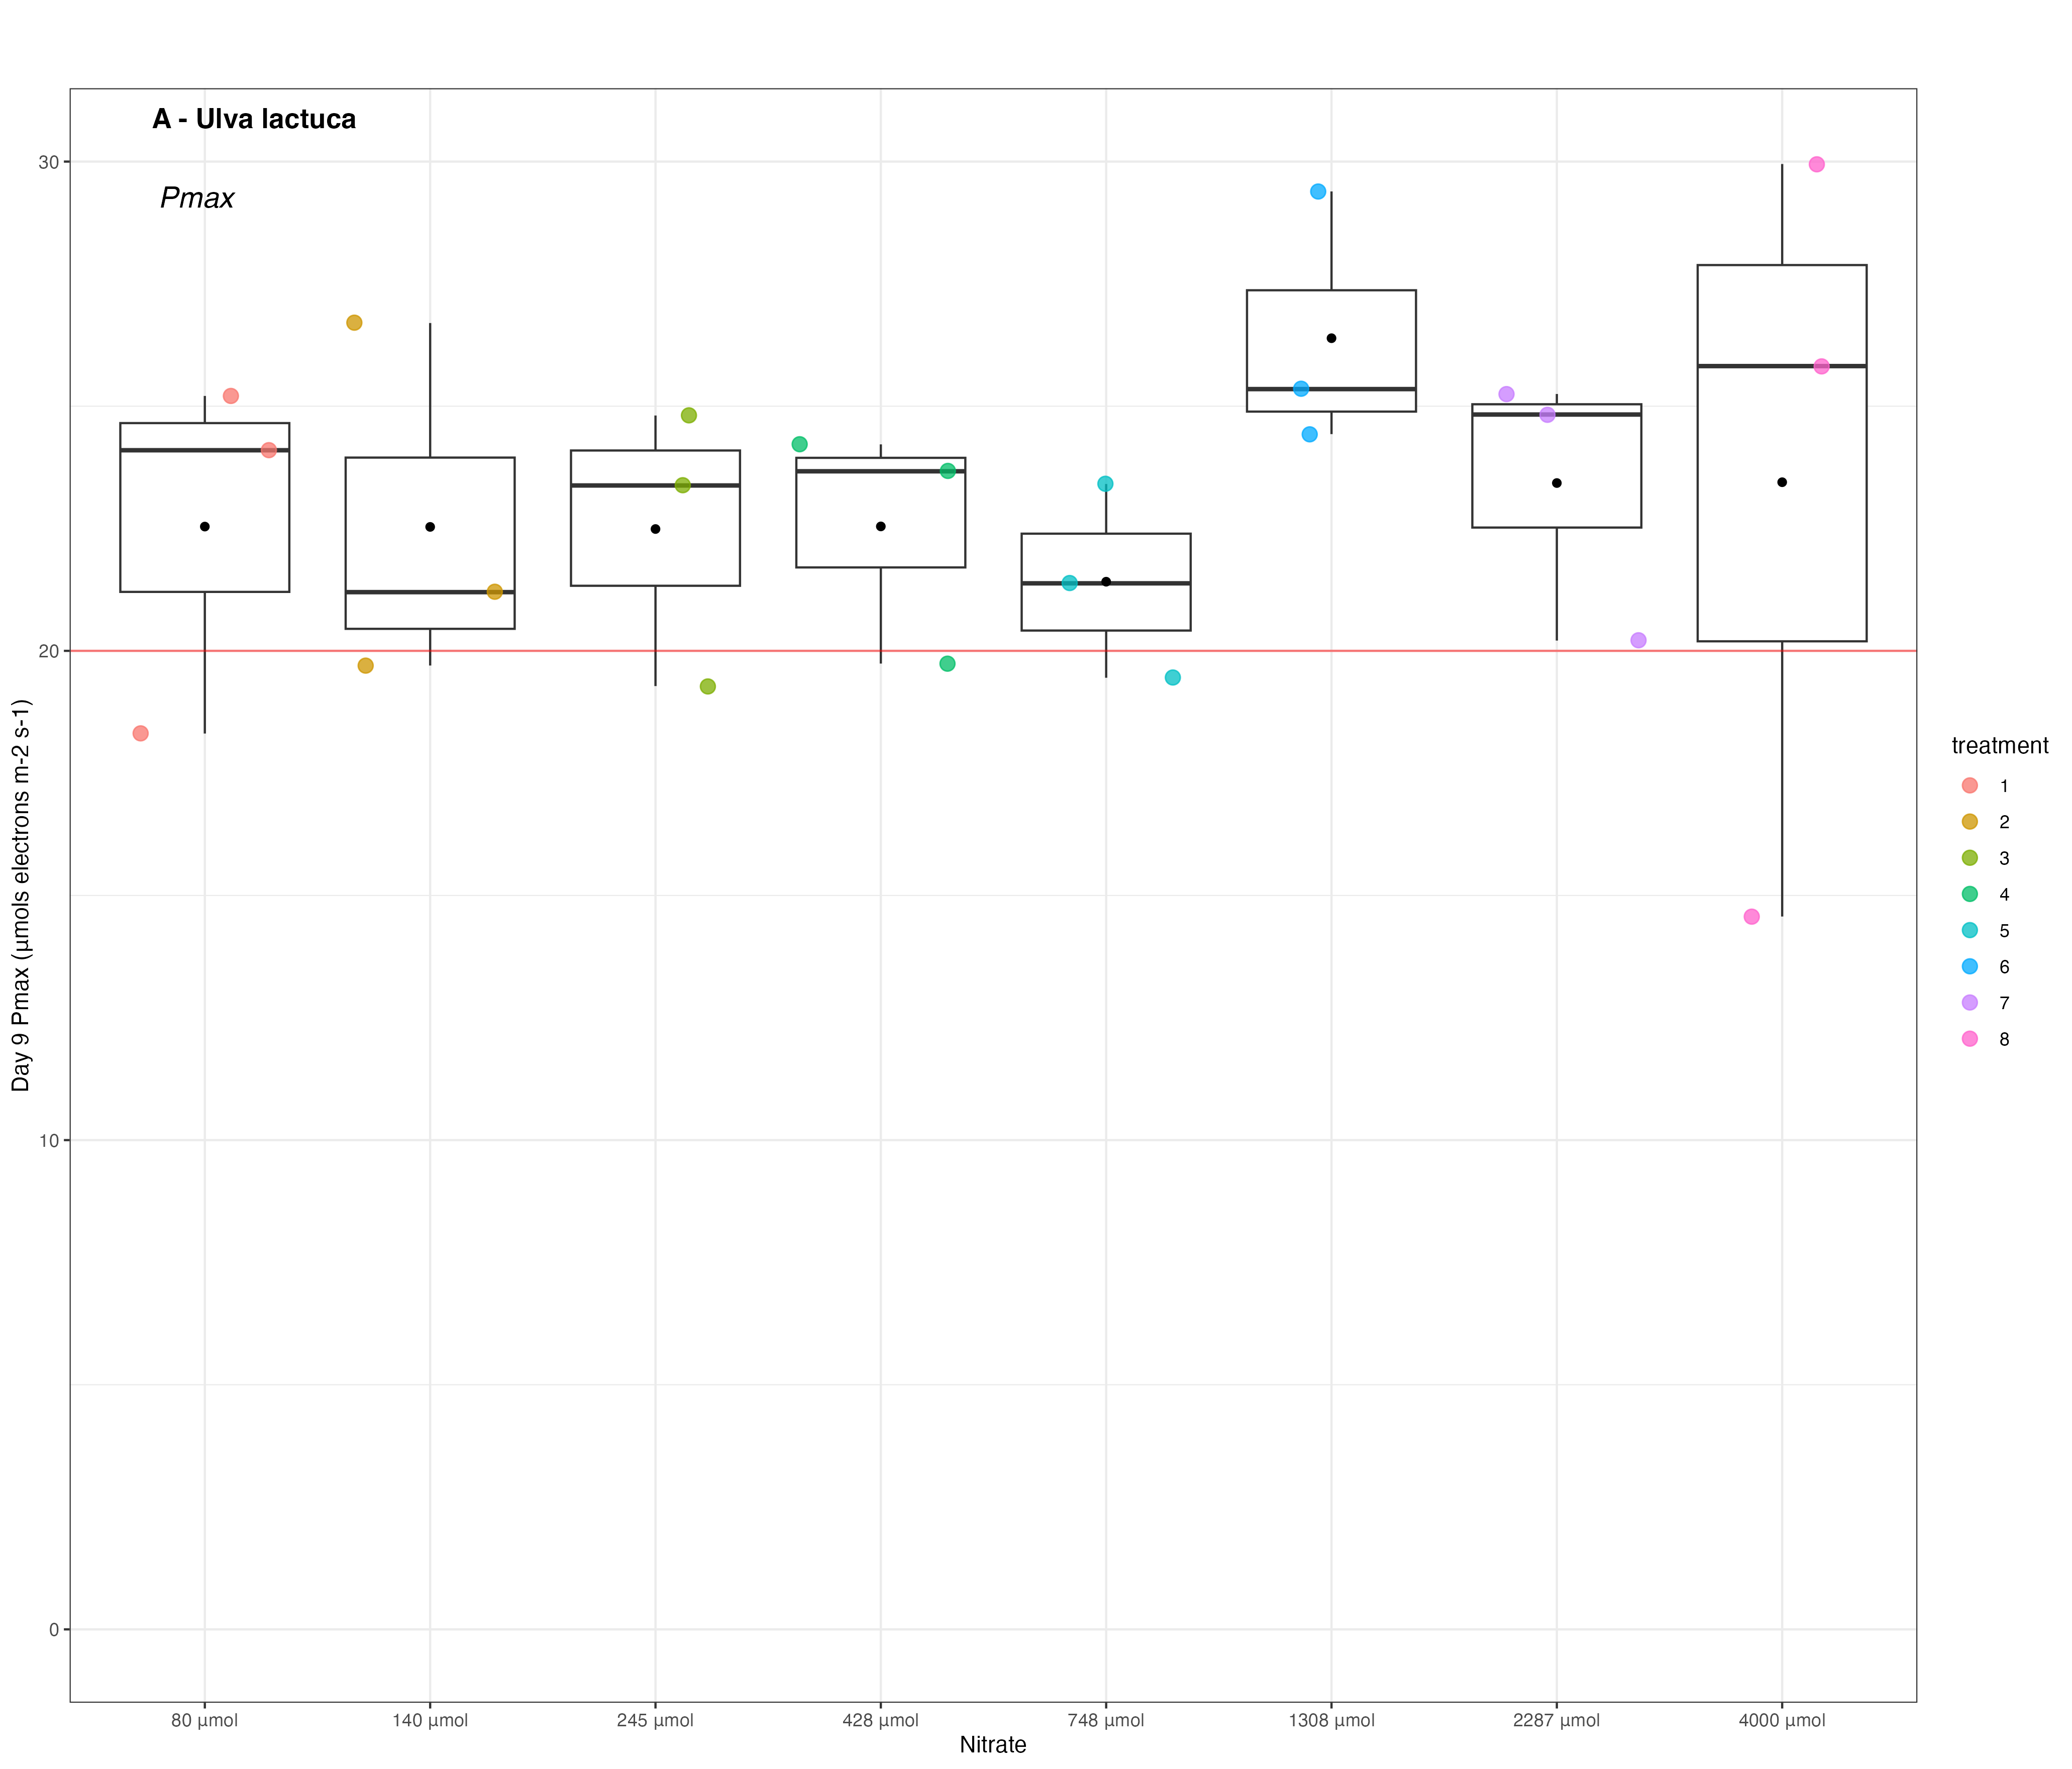 A - Ulva lactuca
Pmax
30
20
10
0
Day 9 Pmax (µmols electrons m-2 s-1)
80 µmol
140 µmol
245 µmol
428 µmol
748 µmol
1308 µmol
2287 µmol
4000 µmol
Nitrate
treatment
1
2
3
4
5
6
7
8